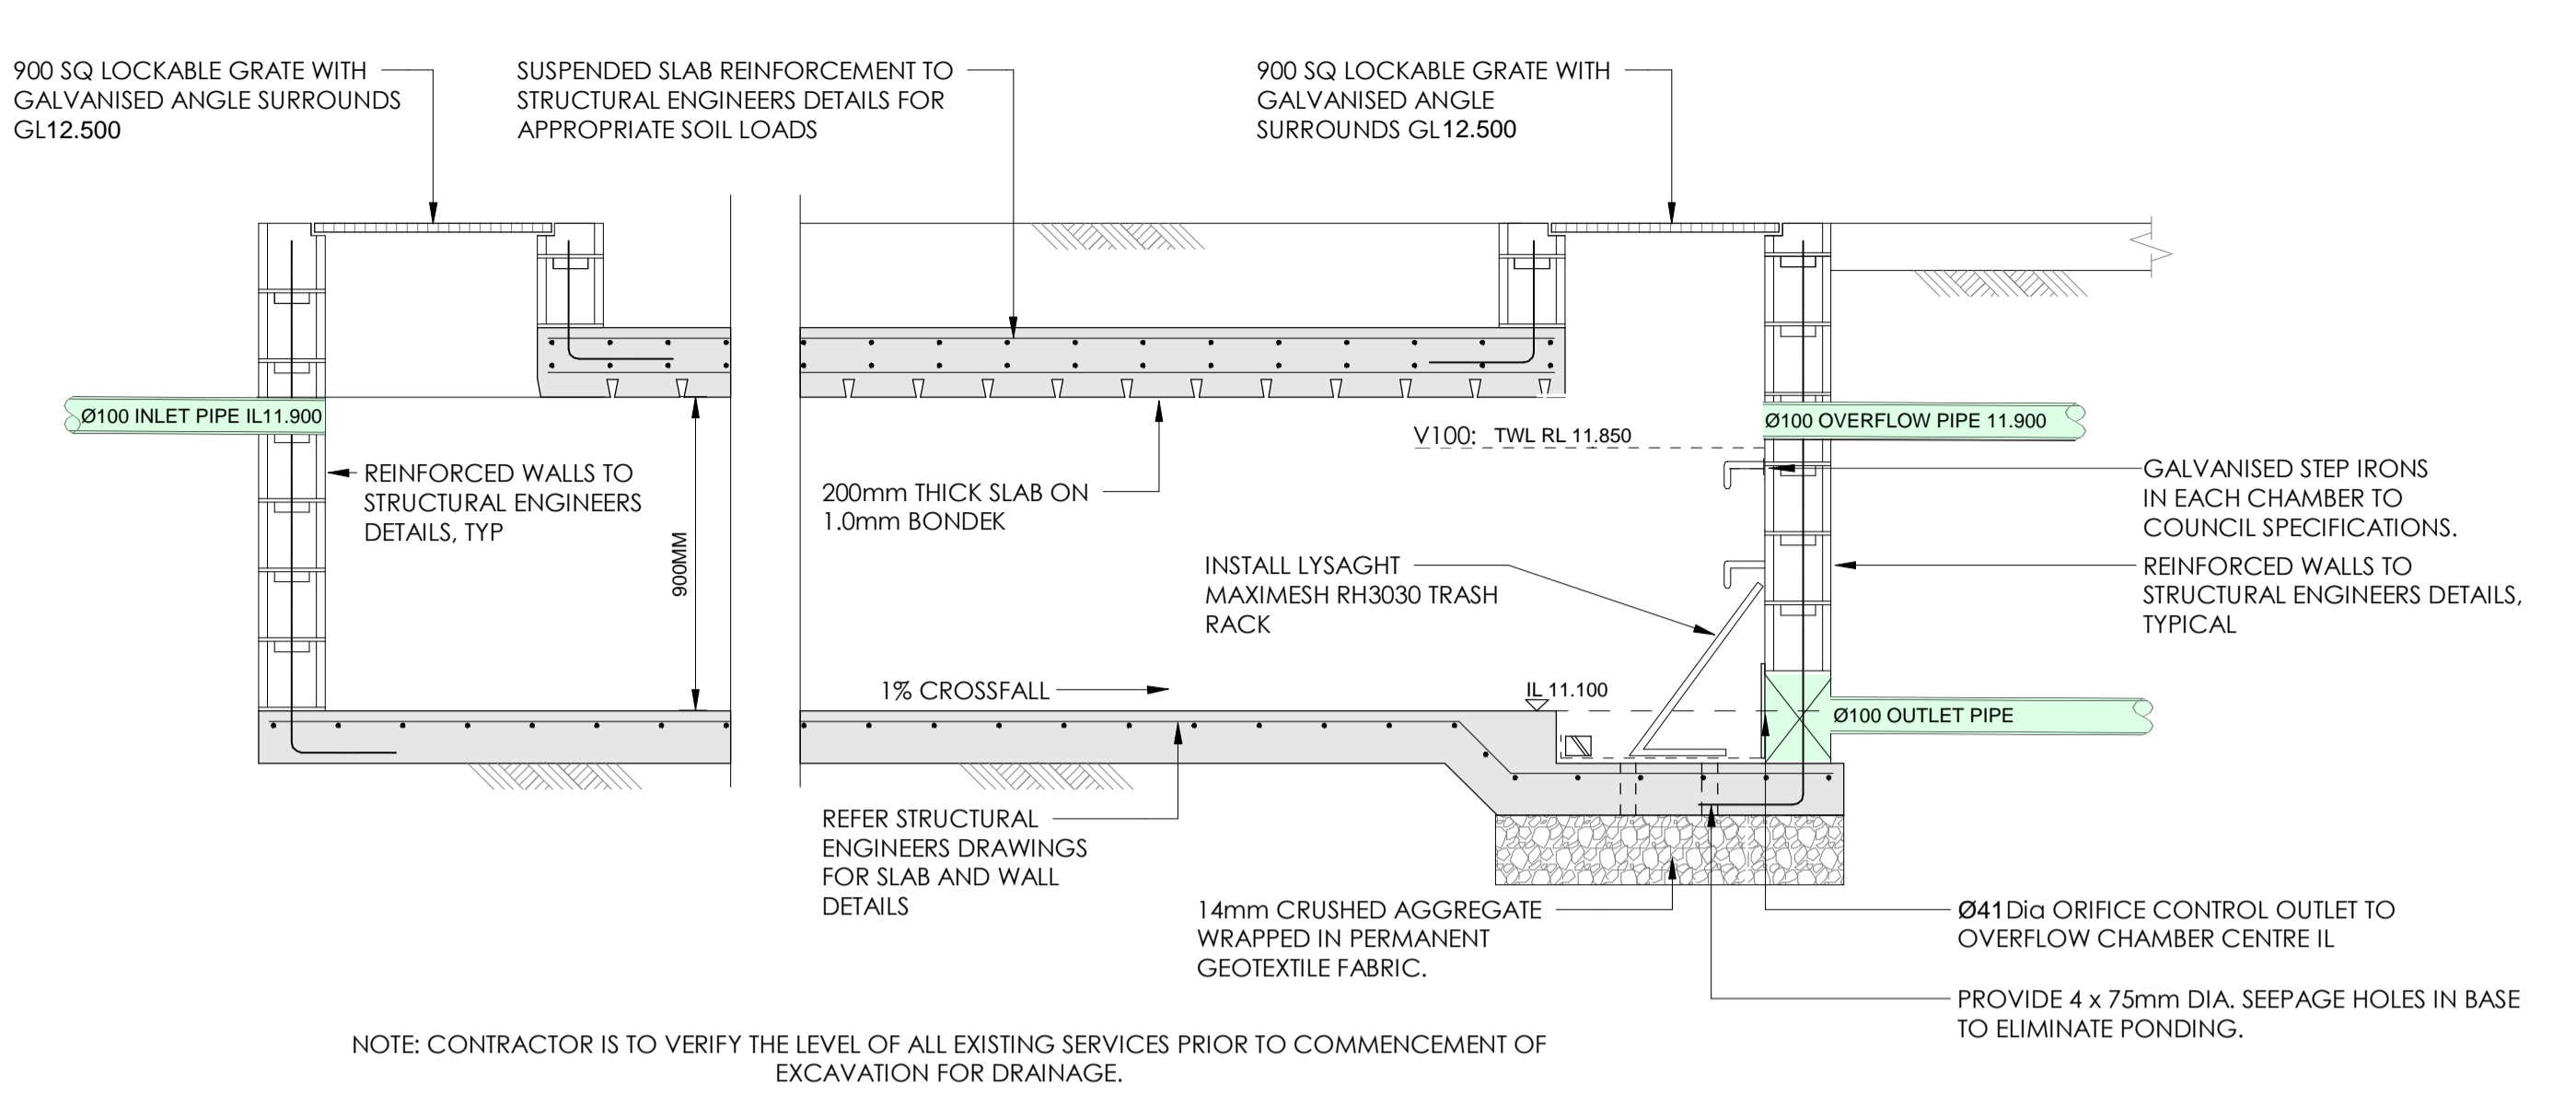 900 SQ LOCKABLE GRATE WITH
GALVANISED ANGLE SURROUNDS
GL12.500
SUSPENDED SLAB REINFORCEMENT TO
STRUCTURAL ENGINEERS DETAILS FOR
APPROPRIATE SOIL LOADS
900 SQ LOCKABLE GRATE WITH
GALVANISED ANGLE
SURROUNDS GL12.500
Ø100 INLET PIPE IL11.900
REINFORCED WALLS TO
STRUCTURAL ENGINEERS
DETAILS, TYP
900MM
200mm THICK SLAB ON
1.0mm BONDEK
V100: TWL RL 11.850
Ø100 OVERFLOW PIPE 11.900
GALVANISED STEP IRONS
IN EACH CHAMBER TO
COUNCIL SPECIFICATIONS.
INSTALL LYSAGHT
MAXIMESH RH3030 TRASH
RACK
REINFORCED WALLS TO
STRUCTURAL ENGINEERS DETAILS,
TYPICAL
1% CROSSFALL
IL 11.100
Ø100 OUTLET PIPE
REFER STRUCTURAL
ENGINEERS DRAWINGS
FOR SLAB AND WALL
DETAILS
14mm CRUSHED AGGREGATE
WRAPPED IN PERMANENT
GEOTEXTILE FABRIC.
Ø41Dia ORIFICE CONTROL OUTLET TO
OVERFLOW CHAMBER CENTRE IL
PROVIDE 4 x 75mm DIA. SEEPAGE HOLES IN BASE
TO ELIMINATE PONDING.
NOTE: CONTRACTOR IS TO VERIFY THE LEVEL OF ALL EXISTING SERVICES PRIOR TO COMMENCEMENT OF
EXCAVATION FOR DRAINAGE.